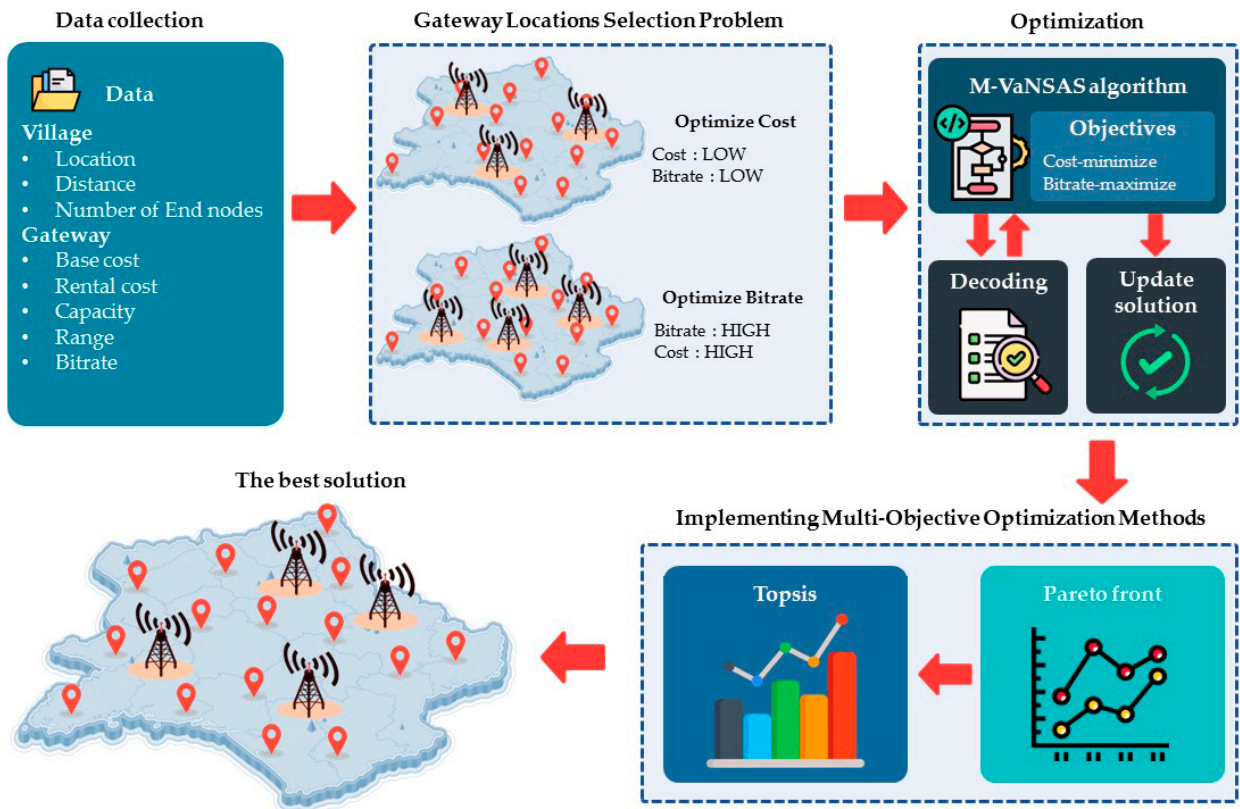 Data collection
Data
Village
• Location
• Distance
• Number of End nodes
Gateway
• Base cost
• Rental cost
• Capacity
• Range
• Bitrate
Gateway Locations Selection Problem
Optimize Cost
Cost : LOW
Bitrate : LOW
Optimize Bitrate
Bitrate : HIGH
Cost : HIGH
Optimization
M-VaNSAS algorithm
</>
Objectives
Cost-minimize
Bitrate-maximize
Decoding
Update
solution
Implementing Multi-Objective Optimization Methods
Pareto front
Topsis
The best solution